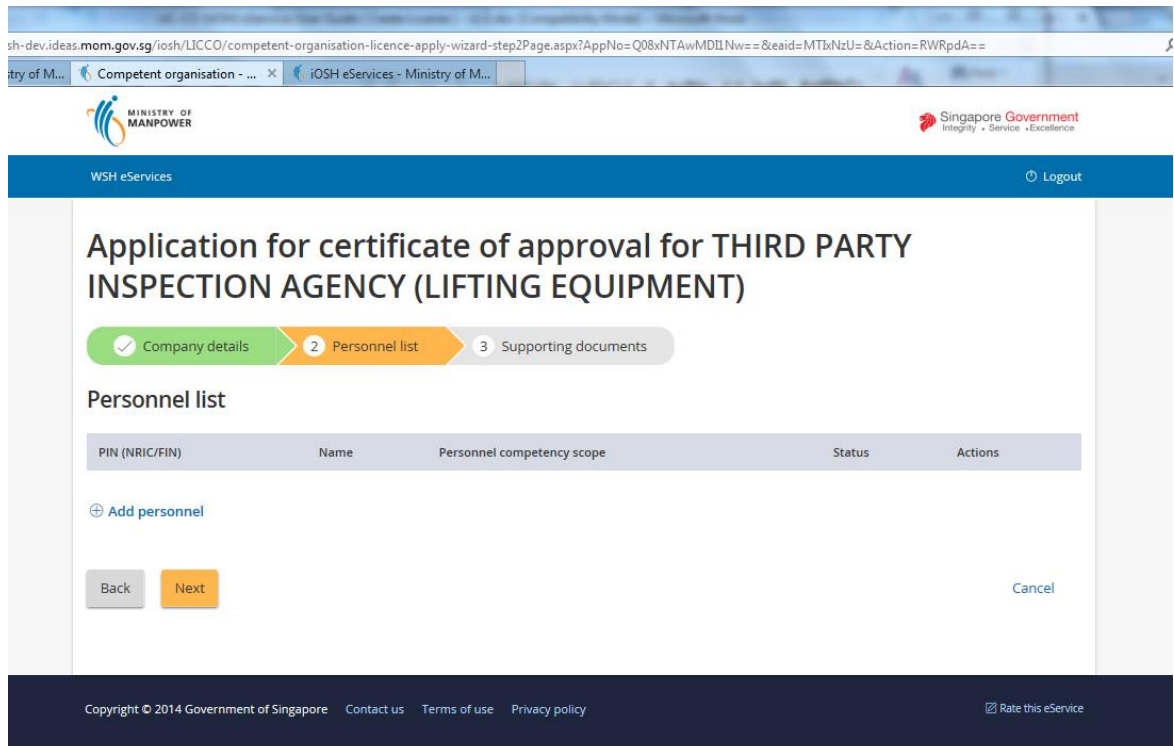 sh-dev.ideas.mom.gov.sg/iosh/LICCO/competent-organisation-licence-apply-wizard-step2Page.aspx?AppNo=Q08xNTAwMDI1Nw==&eaid=MTIxNzU=&Action=RWRpdA==
try of M... Competent organisation - ... × iOSH eServices - Ministry of M...
MINISTRY OF
MANPOWER
Singapore Government
Integrity • Service • Excellence
WSH eServices Logout
Application for certificate of approval for THIRD PARTY
INSPECTION AGENCY (LIFTING EQUIPMENT)
Company details 2 Personnel list 3 Supporting documents
Personnel list
PIN (NRIC/FIN) Name Personnel competency scope Status Actions
Add personnel
Back Next Cancel
Copyright © 2014 Government of Singapore Contact us Terms of use Privacy policy Rate this eService